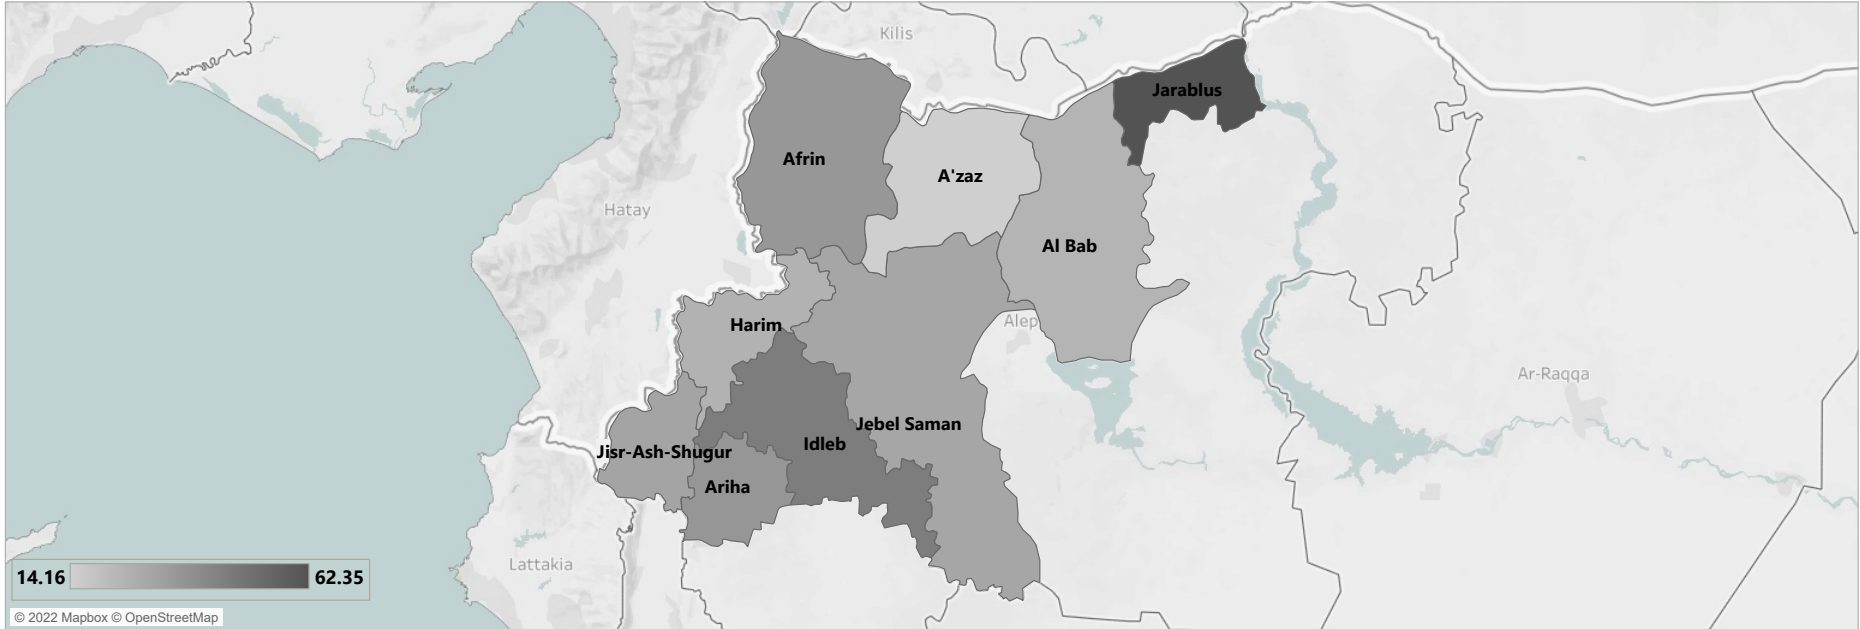 Kilis
Jarablus
Afrin
A'zaz
Hatay
Al Bab
Harim
Alep
Ar-Raqqa
Jebel Saman
Idleb
Jisr-Ash-Shugur
Ariha
Lattakia
14.16
62.35
© 2022 Mapbox © OpenStreetMap